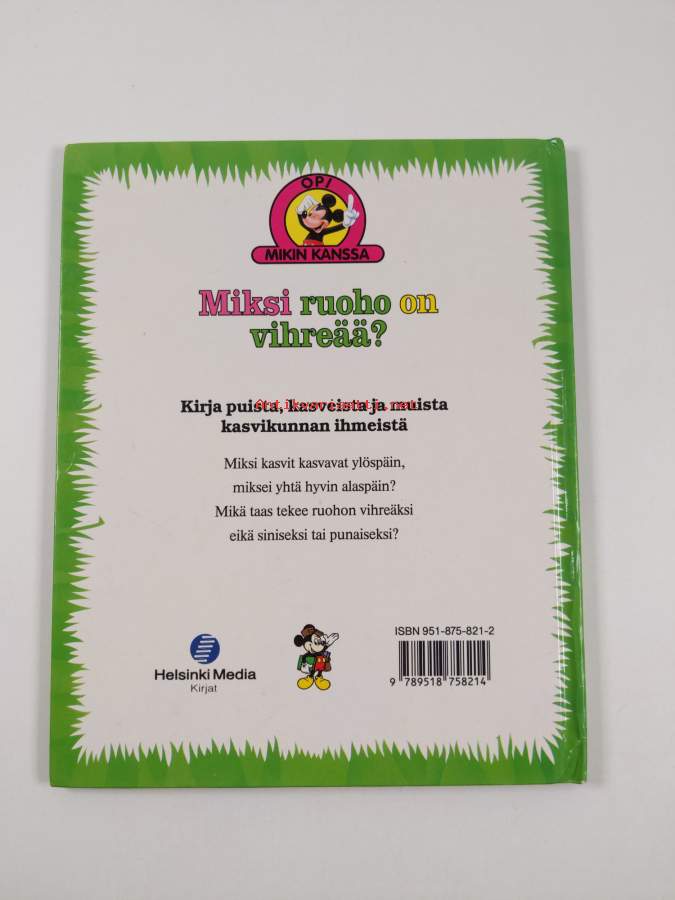 OPI
MIKIN KANSSA
Miksi ruoho on
vihreää?
Kirja puista, kasveista ja muista
kasvikunnan ihmeistä
Miksi kasvit kasvavat ylöspäin,
miksei yhtä hyvin alaspäin?
Mikä taas tekee ruohon vihreäksi
eikä siniseksi tai punaiseksi?
ISBN 951-875-821-2
9 789518 758214
Helsinki Media
Kirjat